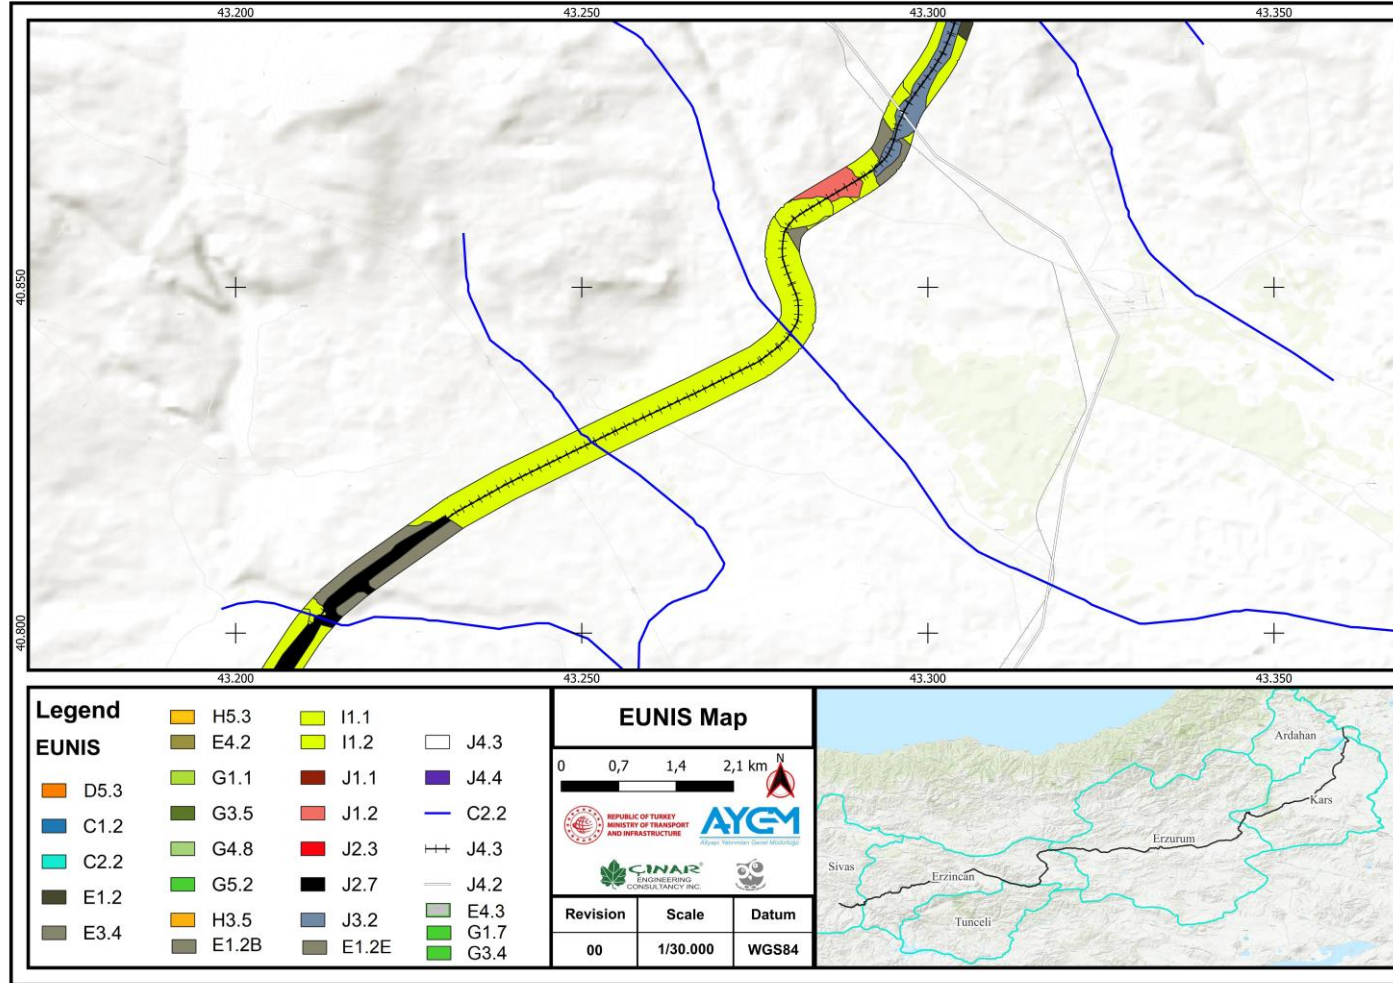 43.200 43.250 43.300 43.350
40.850
40.800
43.200 43.250 43.300 43.350
Legend
EUNIS
D5.3
C1.2
C2.2
E1.2
E3.4
H5.3
E4.2
G1.1
G3.5
G4.8
G5.2
H3.5
E1.2B
I1.1
I1.2
J1.1
J1.2
J2.3
J2.7
J3.2
E1.2E
J4.3
J4.4
C2.2
J4.3
J4.2
E4.3
G1.7
G3.4
EUNIS Map
0 0,7 1,4 2,1 km
N
REPUBLIC OF TURKEY
MINISTRY OF TRANSPORT
AND INFRASTRUCTURE
AYGM
Altyapı Yatırımları Genel Müdürlüğü
ÇINAR
ENGINEERING
CONSULTANCY INC.
Revision Scale Datum
00 1/30.000 WGS84
Ardahan
Kars
Erzurum
Sivas
Erzincan
Tunceli